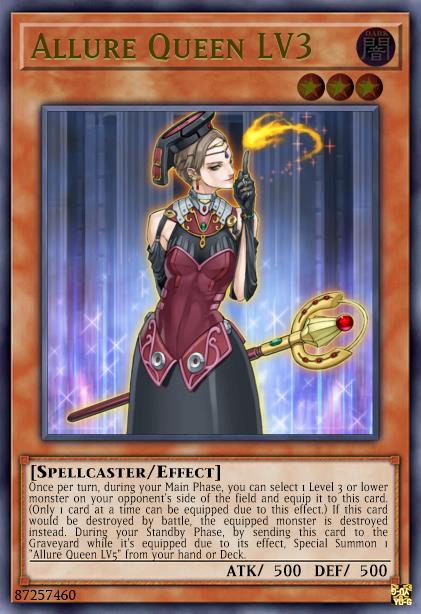 Allure Queen LV3
DARK
闇
[Spellcaster/Effect]
Once per turn, during your Main Phase, you can select 1 Level 3 or lower
monster on your opponent's side of the field and equip it to this card.
(Only 1 card at a time can be equipped due to this effect.) If this card
would be destroyed by battle, the equipped monster is destroyed
instead. During your Standby Phase, by sending this card to the
Graveyard while it's equipped due to its effect, Special Summon 1
"Allure Queen LV5" from your hand or Deck.
ATK/ 500 DEF/ 500
87257460